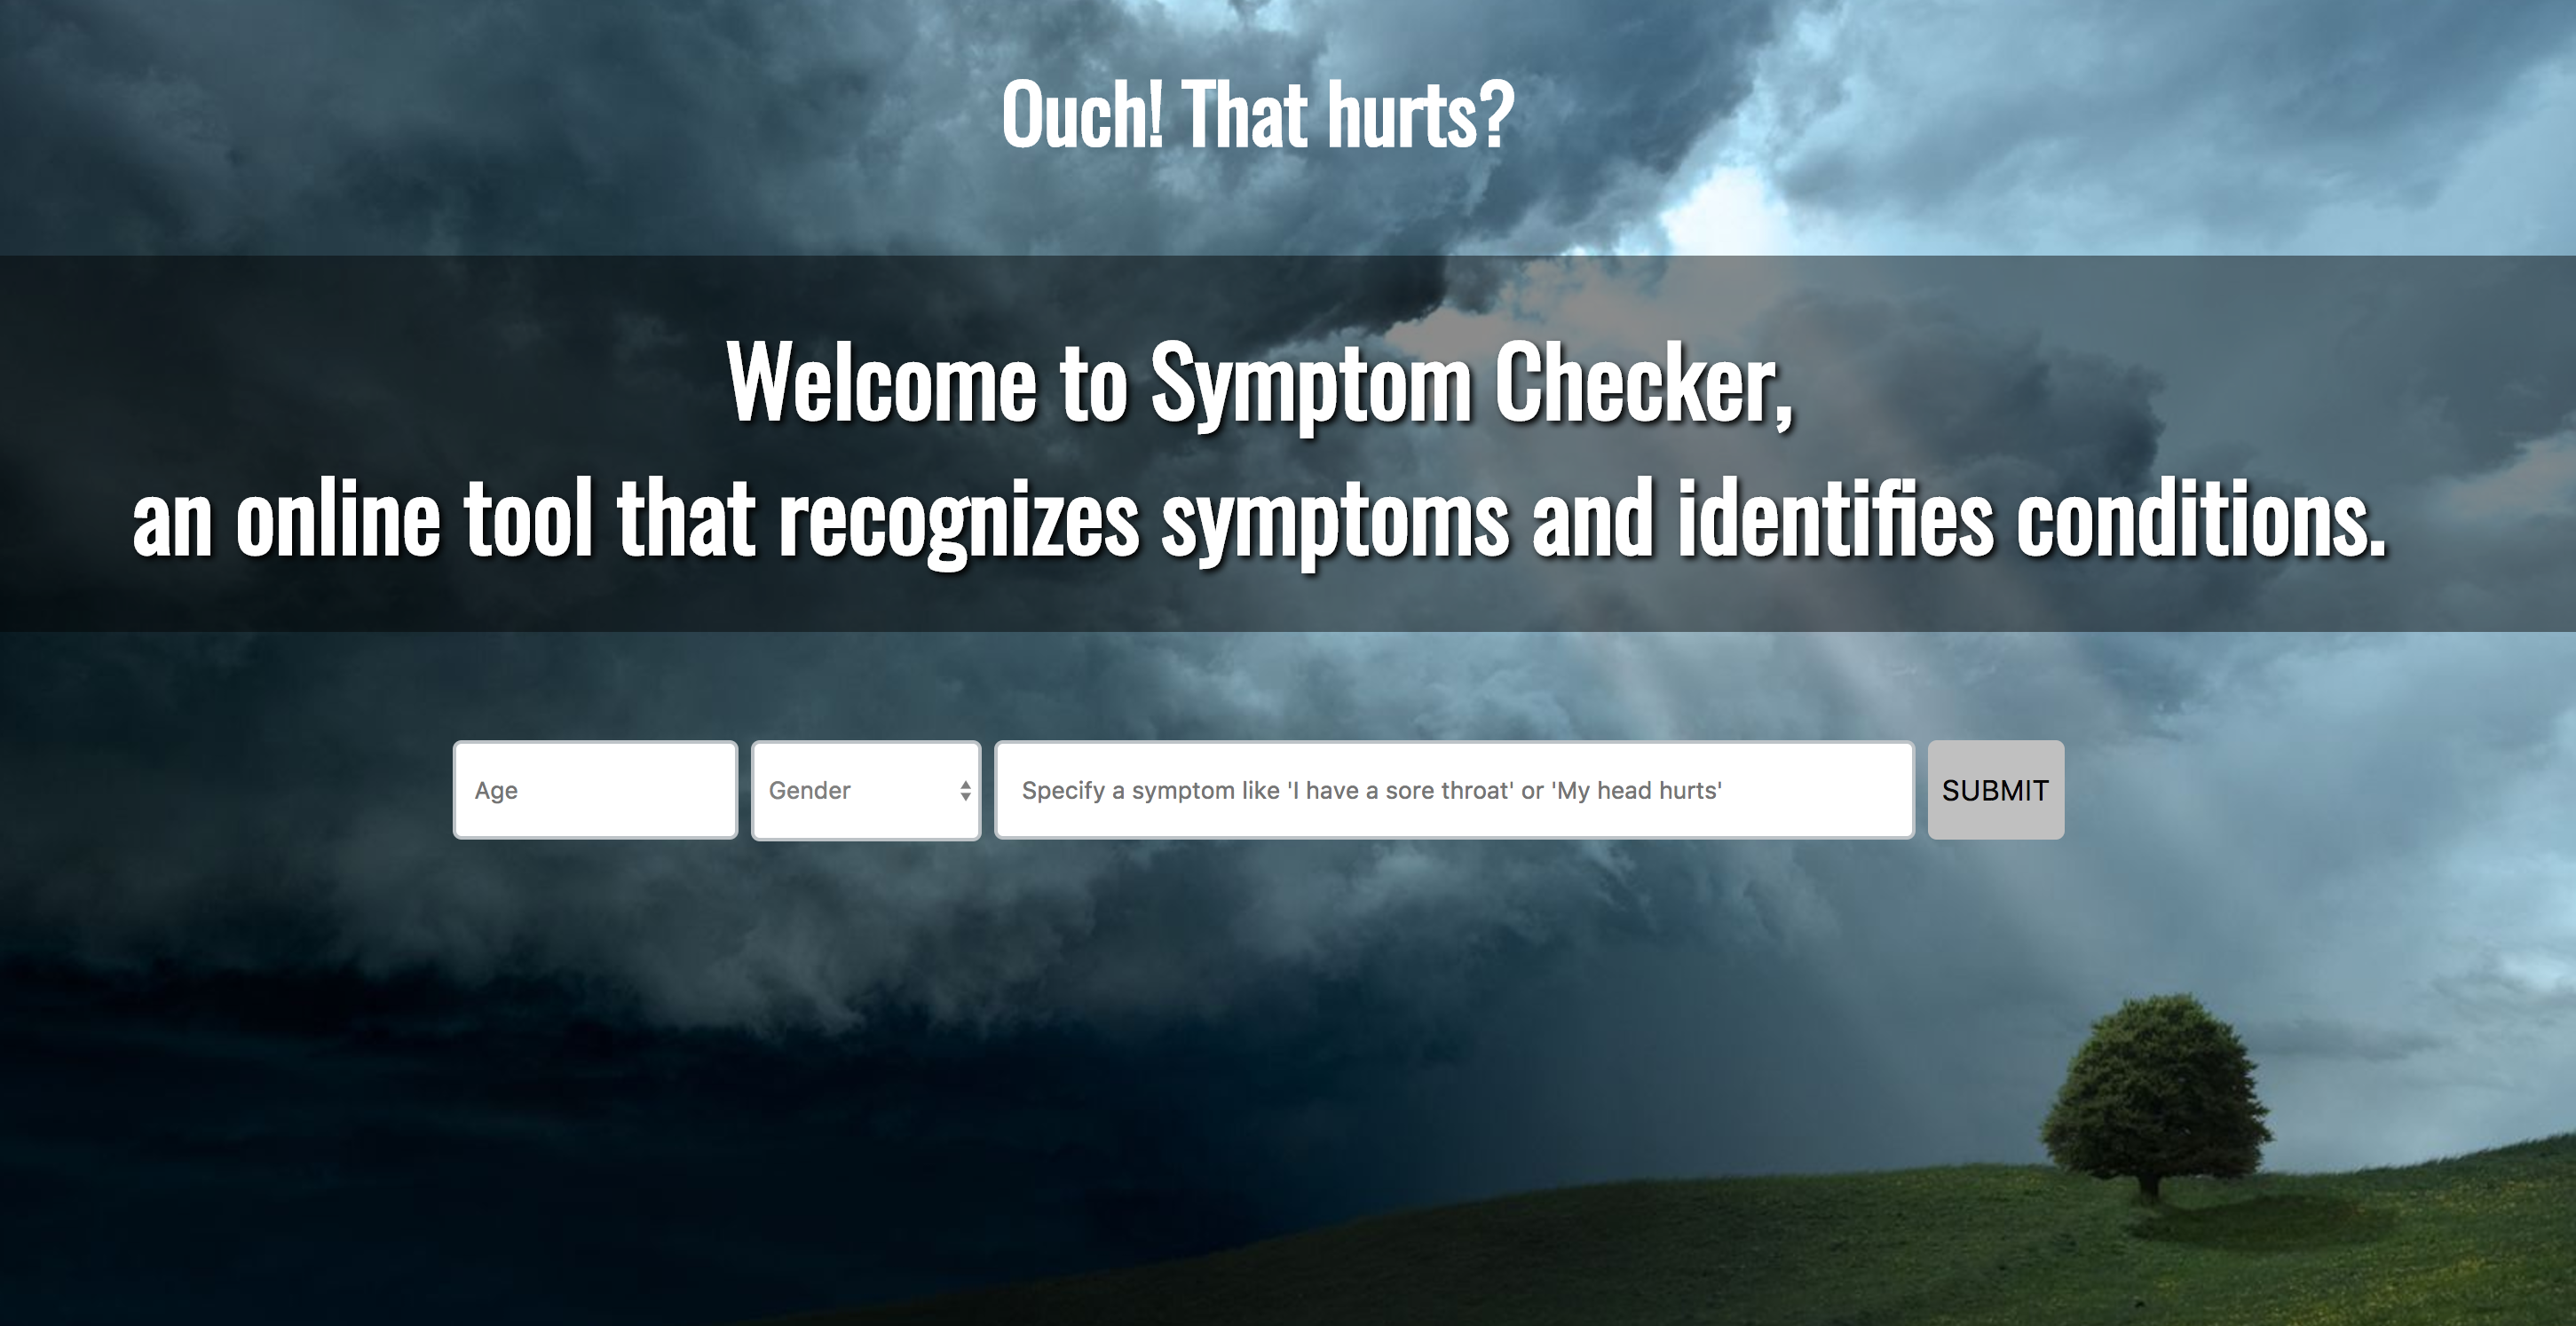 Ouch! That hurts?
Welcome to Symptom Checker,
an online tool that recognizes symptoms and identifies conditions.
Age
Gender
Specify a symptom like 'I have a sore throat' or 'My head hurts'
SUBMIT